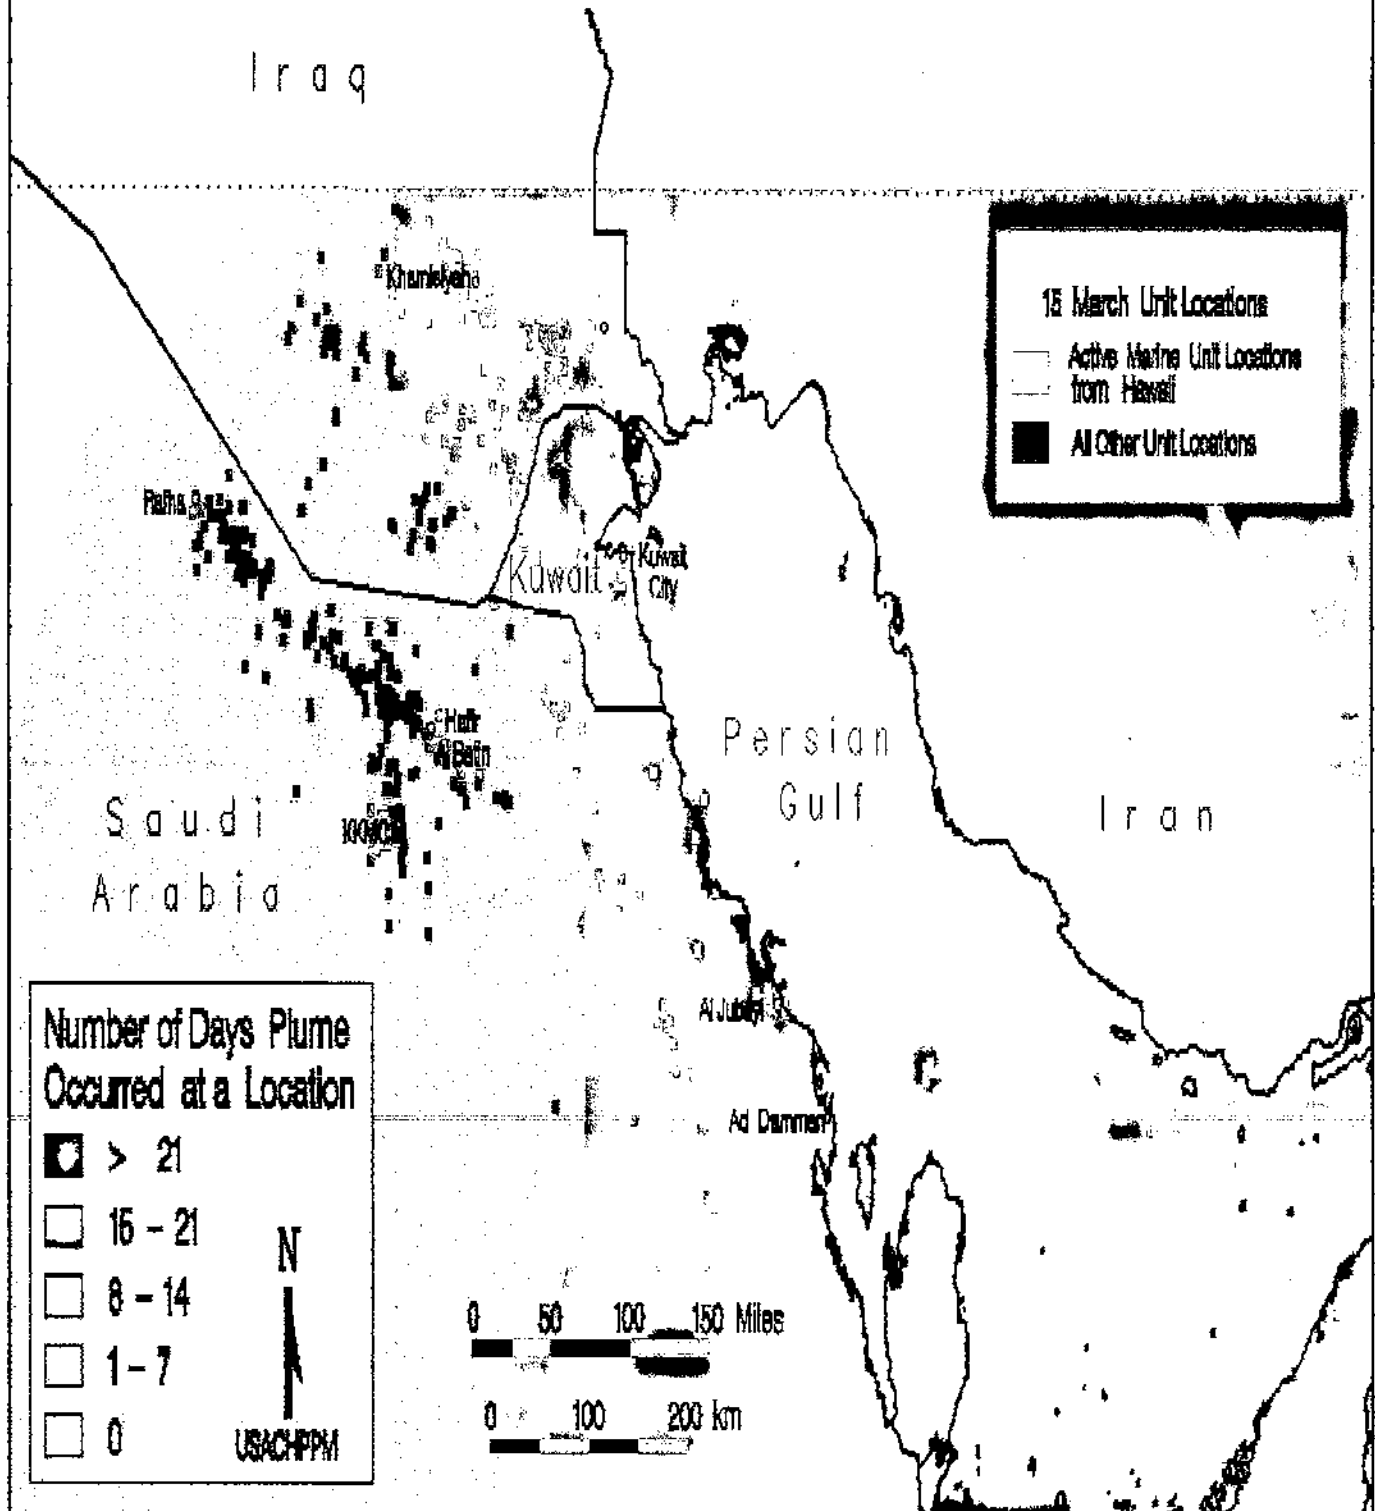 Iraq
Khamisiyah
15 March Unit Locations
Active Marine Unit Locations
from Hawaii
All Other Unit Locations
Rafha
Kuwait
Kuwait
City
Persian
Gulf
Hafir
Al Batin
Saudi
Arabia
Iran
Al Jubayl
Ad Dammam
Number of Days Plume
Occurred at a Location
> 21
15 - 21
8 - 14
1 - 7
0
N
USACHPPM
0 50 100 150 Miles
0 100 200 km